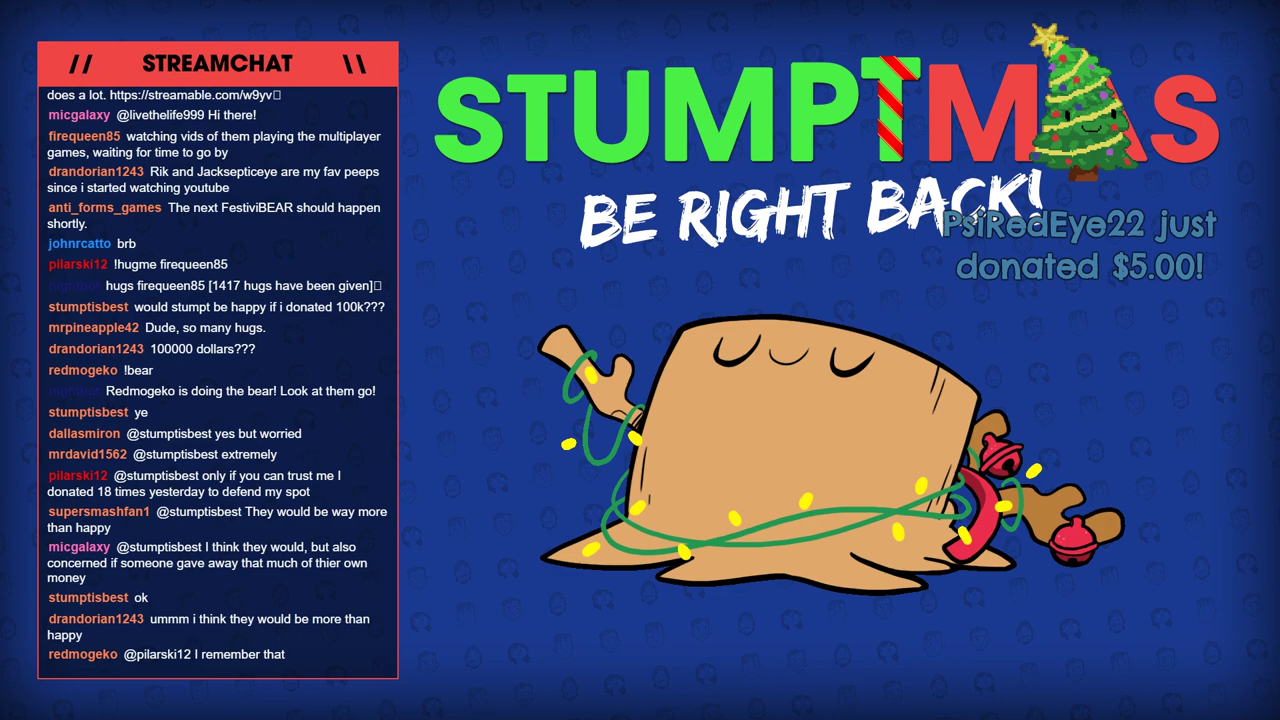 // STREAMCHAT \\
does a lot. https://streamable.com/w9yv
micgalaxy @livethelife999 Hi there!
firequeen85 watching vids of them playing the multiplayer
games, waiting for time to go by
drandorian1243 Rik and Jacksepticeye are my fav peeps
since i started watching youtube
anti_forms_games The next FestiviBEAR should happen
shortly.
johnrcatto brb
pilarski12 !hugme firequeen85
hugs firequeen85 [1417 hugs have been given]
stumptisbest would stumpt be happy if i donated 100k???
mrpineapple42 Dude, so many hugs.
drandorian1243 100000 dollars???
redmogeko !bear
Redmogeko is doing the bear! Look at them go!
stumptisbest ye
dallasmiron @stumptisbest yes but worried
mrdavid1562 @stumptisbest extremely
pilarski12 @stumptisbest only if you can trust me I
donated 18 times yesterday to defend my spot
supersmashfan1 @stumptisbest They would be way more
than happy
micgalaxy @stumptisbest I think they would, but also
concerned if someone gave away that much of thier own
money
stumptisbest ok
drandorian1243 ummm i think they would be more than
happy
redmogeko @pilarski12 I remember that
STUMPTMAS
BE RIGHT BACK!
PsiRedEye22 just
donated $5.00!